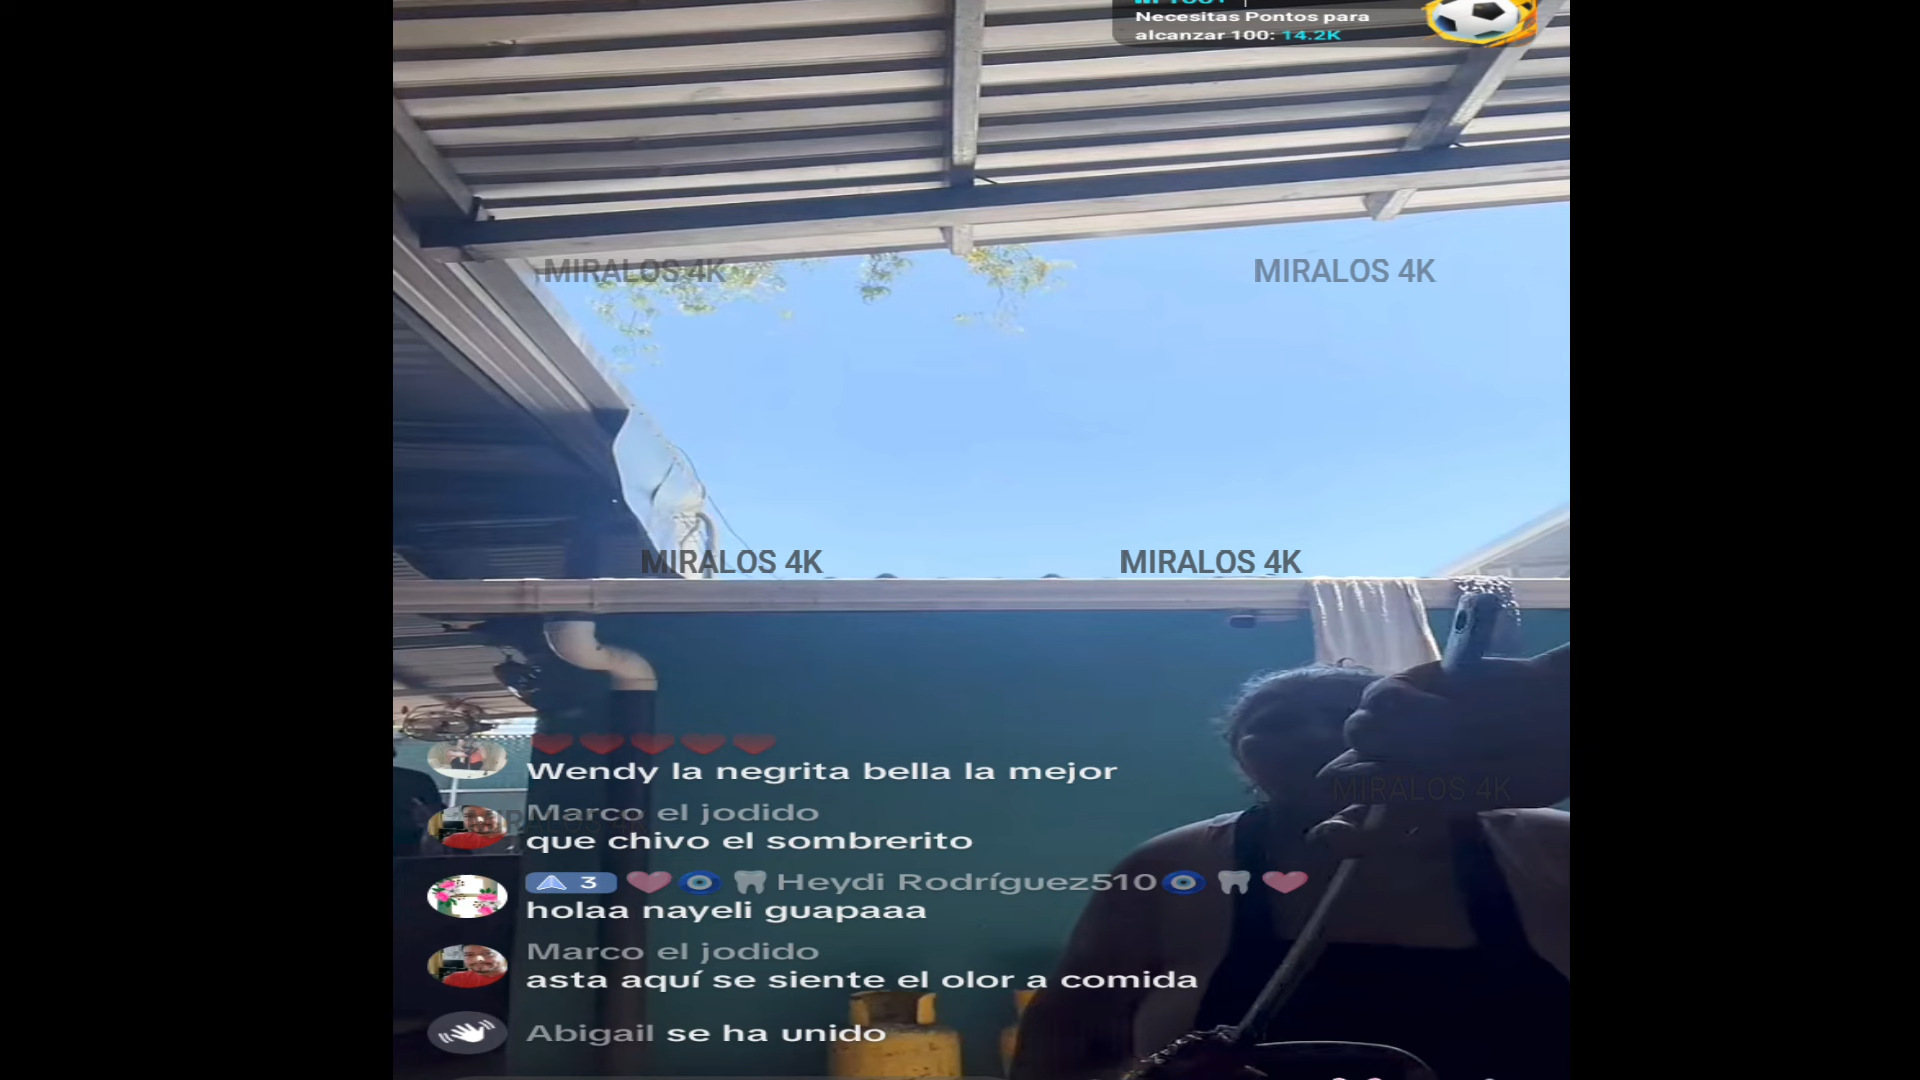 Necesitas Pontos para
alcanzar 100: 14.2K
MIRALOS 4K
MIRALOS 4K
MIRALOS 4K
MIRALOS 4K
Wendy la negrita bella la mejor
MIRALOS 4K
Marco el jodido
que chivo el sombrerito
3 Heydi Rodríguez510
holaa nayeli guapaaa
Marco el jodido
asta aquí se siente el olor a comida
Abigail se ha unido